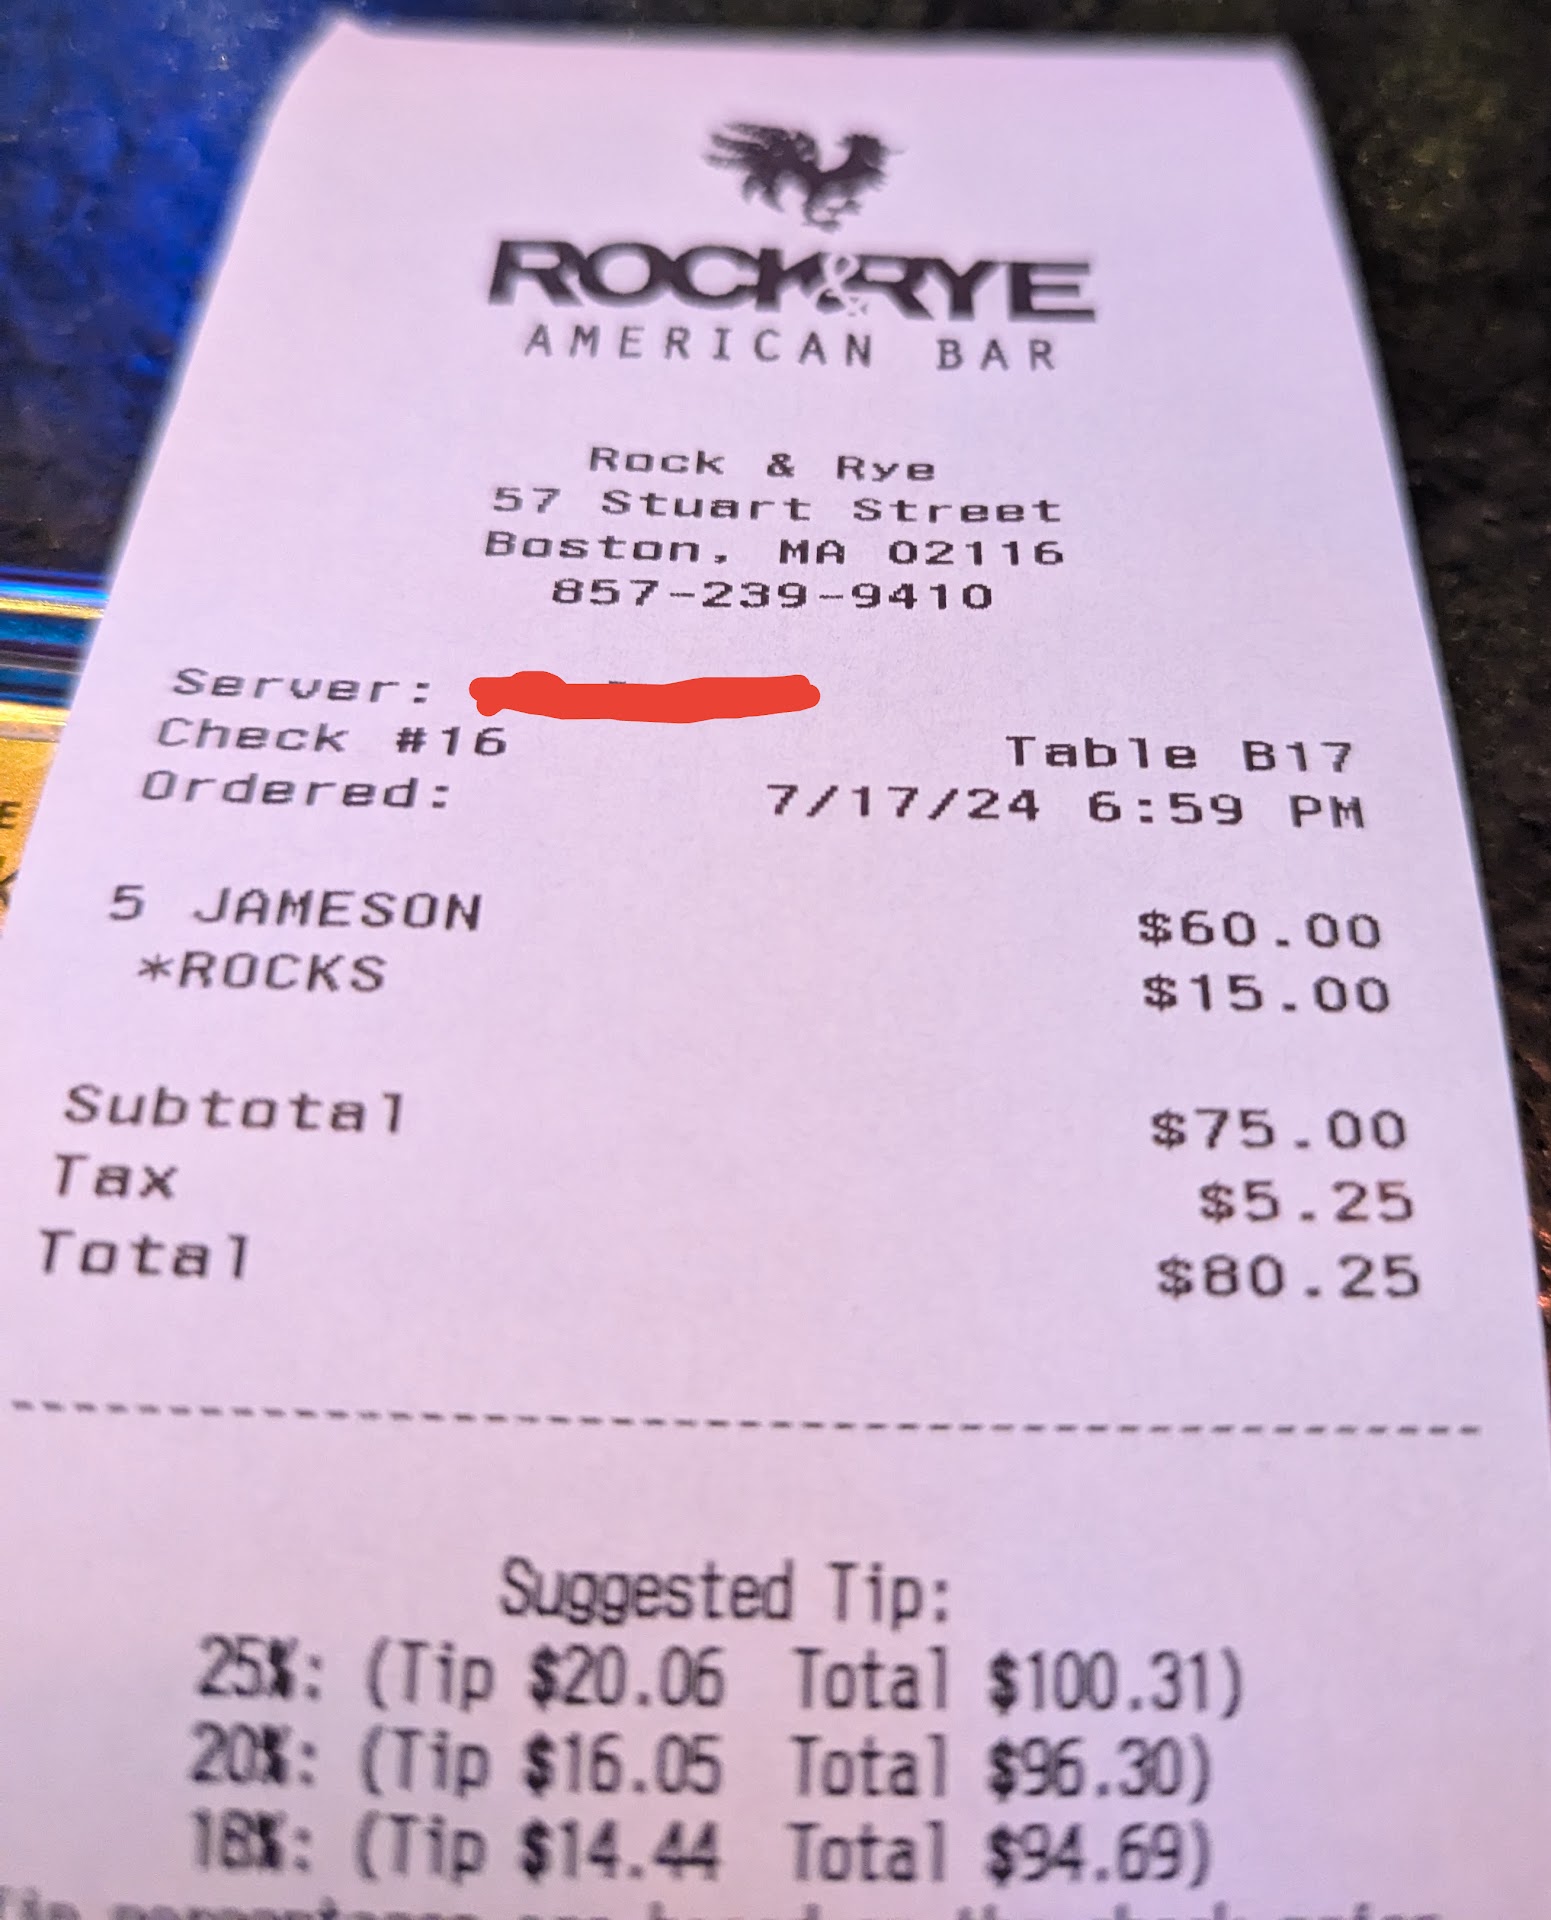 ROCK&RYE
AMERICAN BAR
Rock & Rye
57 Stuart Street
Boston, MA 02116
857-239-9410
Server:
Check #16 Table B17
Ordered: 7/17/24 6:59 PM
5 JAMESON $60.00
*ROCKS $15.00
Subtotal $75.00
Tax $5.25
Total $80.25
Suggested Tip:
25%: (Tip $20.06 Total $100.31)
20%: (Tip $16.05 Total $96.30)
18%: (Tip $14.44 Total $94.69)